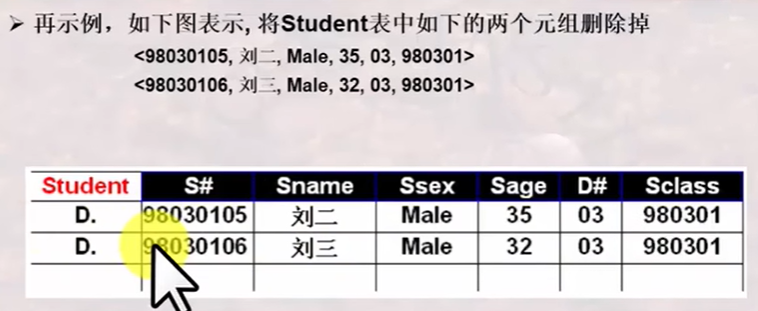 ➢ 再示例，如下图表示, 将Student表中如下的两个元组删除掉
<98030105, 刘二, Male, 35, 03, 980301>
<98030106, 刘三, Male, 32, 03, 980301>
Student S# Sname Ssex Sage D# Sclass
D. 98030105 刘二 Male 35 03 980301
D. 98030106 刘三 Male 32 03 980301